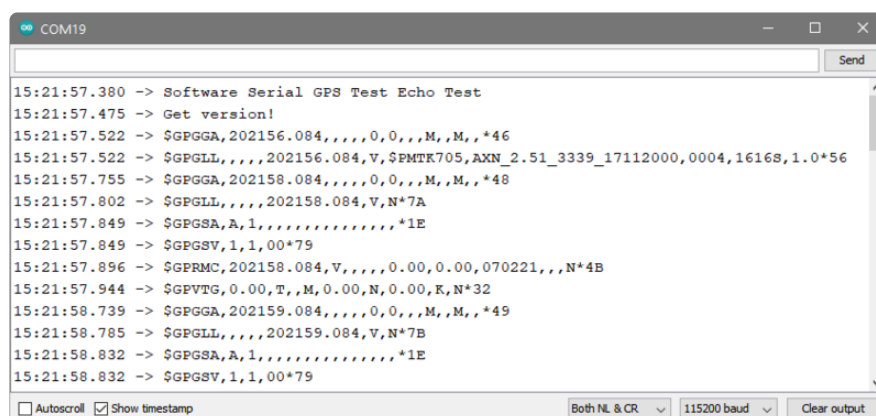 COM19
Send
15:21:57.380 -> Software Serial GPS Test Echo Test
15:21:57.475 -> Get version!
15:21:57.522 -> $GPGGA,202156.084,,,,,0,0,,,M,,M,,*46
15:21:57.522 -> $GPGLL,,,,,202156.084,V,$PMTK705,AXN_2.51_3339_17112000,0004,1616S,1.0*56
15:21:57.755 -> $GPGGA,202158.084,,,,,0,0,,,M,,M,,*48
15:21:57.802 -> $GPGLL,,,,,202158.084,V,N*7A
15:21:57.849 -> $GPGSA,A,1,,,,,,,,,,,,,,,*1E
15:21:57.849 -> $GPGSV,1,1,00*79
15:21:57.896 -> $GPRMC,202158.084,V,,,,,0.00,0.00,070221,,,N*4B
15:21:57.944 -> $GPVTG,0.00,T,,M,0.00,N,0.00,K,N*32
15:21:58.739 -> $GPGGA,202159.084,,,,,0,0,,,M,,M,,*49
15:21:58.785 -> $GPGLL,,,,,202159.084,V,N*7B
15:21:58.832 -> $GPGSA,A,1,,,,,,,,,,,,,,,*1E
15:21:58.832 -> $GPGSV,1,1,00*79
Autoscroll Show timestamp Both NL & CR 115200 baud Clear output